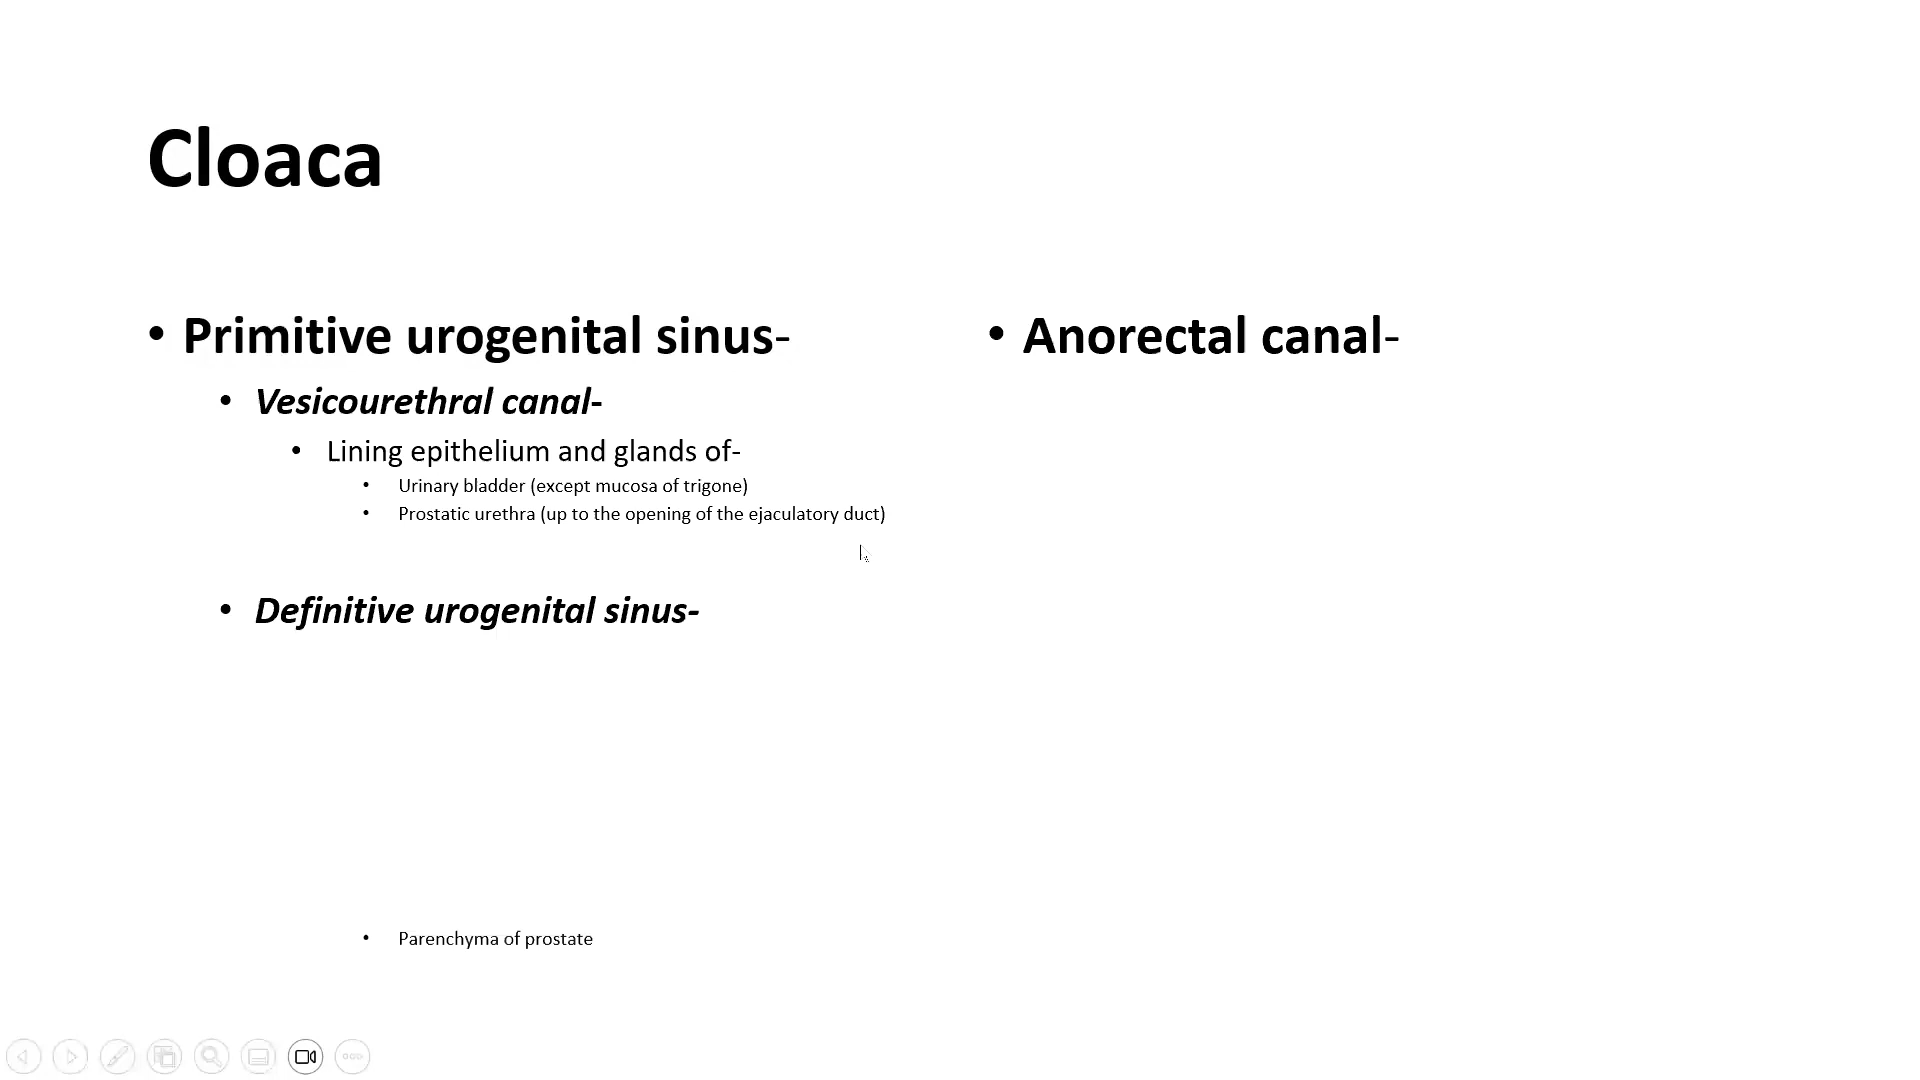 Cloaca
• Primitive urogenital sinus-
• Vesicourethral canal-
• Lining epithelium and glands of-
• Urinary bladder (except mucosa of trigone)
• Prostatic urethra (up to the opening of the ejaculatory duct)
• Definitive urogenital sinus-
• Parenchyma of prostate
• Anorectal canal-